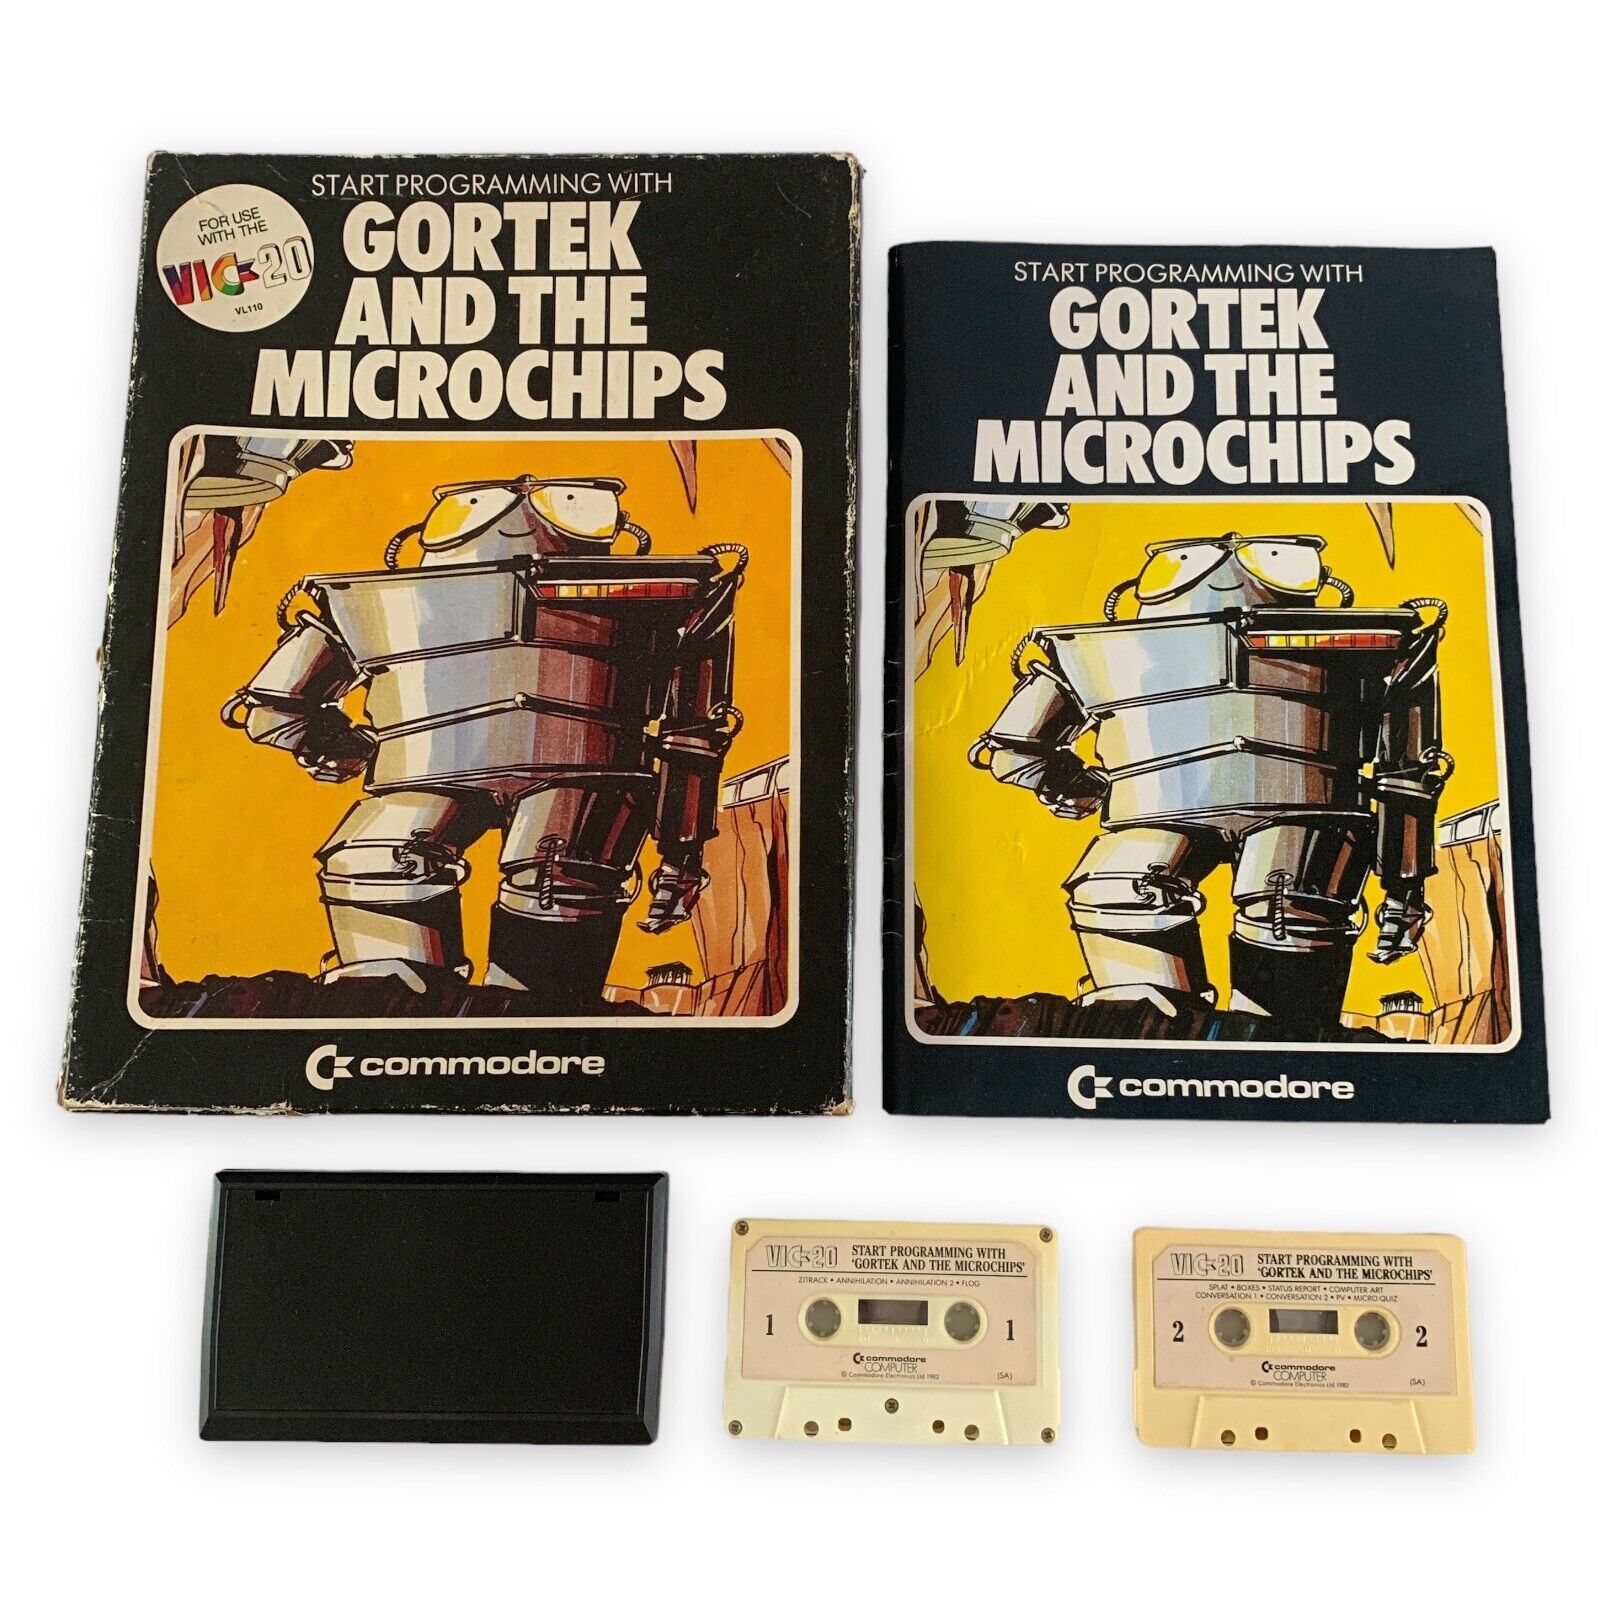 START PROGRAMMING WITH
GORTEK
AND THE
MICROCHIPS
FOR USE
WITH THE
VIC-20
VL110
commodore
START PROGRAMMING WITH
GORTEK
AND THE
MICROCHIPS
commodore
VIC-20 START PROGRAMMING WITH
'GORTEK AND THE MICROCHIPS'
ZITRACK • ANNIHILATION • ANNIHILATION 2 • FLOG
1 1
commodore
COMPUTER
© Commodore Electronics Ltd 1982 (SA)
VIC-20 START PROGRAMMING WITH
'GORTEK AND THE MICROCHIPS'
SPLAT • BOXES • STATUS REPORT • COMPUTER ART
CONVERSATION 1 • CONVERSATION 2 • PV • MICRO QUIZ
2 2
commodore
COMPUTER
© Commodore Electronics Ltd 1982 (SA)